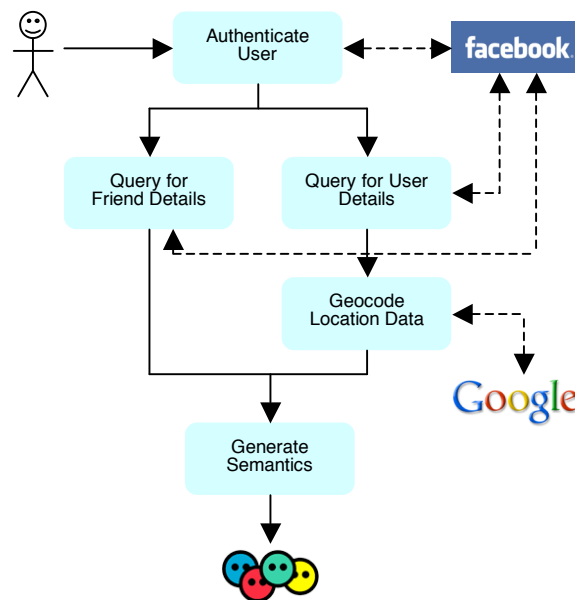 Authenticate
User
facebook.
Query for
Friend Details
Query for User
Details
Geocode
Location Data
Google
Generate
Semantics